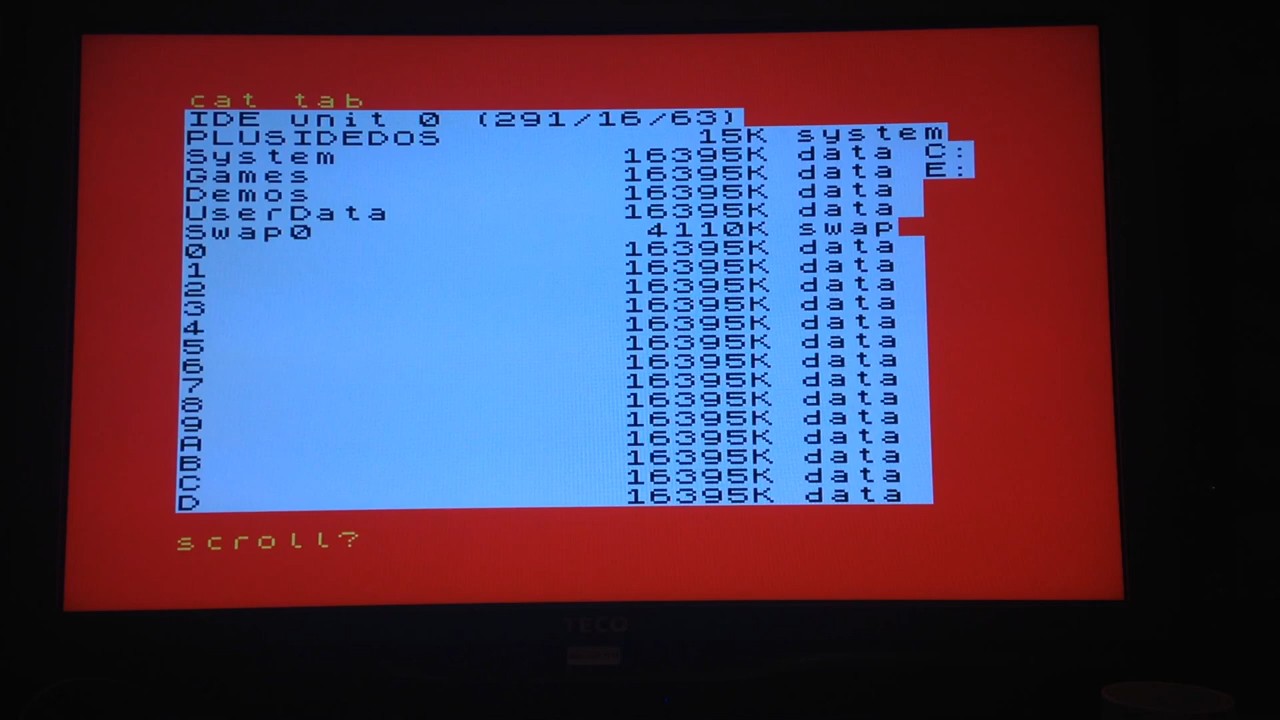 cat tab
IDE unit 0 (291/16/63)
PLUSIDEDOS 15K system
System 16395K data C:
Games 16395K data E:
Demos 16395K data
UserData 16395K data
Swap0 4110K swap
0 16395K data
1 16395K data
2 16395K data
3 16395K data
4 16395K data
5 16395K data
6 16395K data
7 16395K data
8 16395K data
9 16395K data
A 16395K data
B 16395K data
C 16395K data
D 16395K data
scroll?
TECO